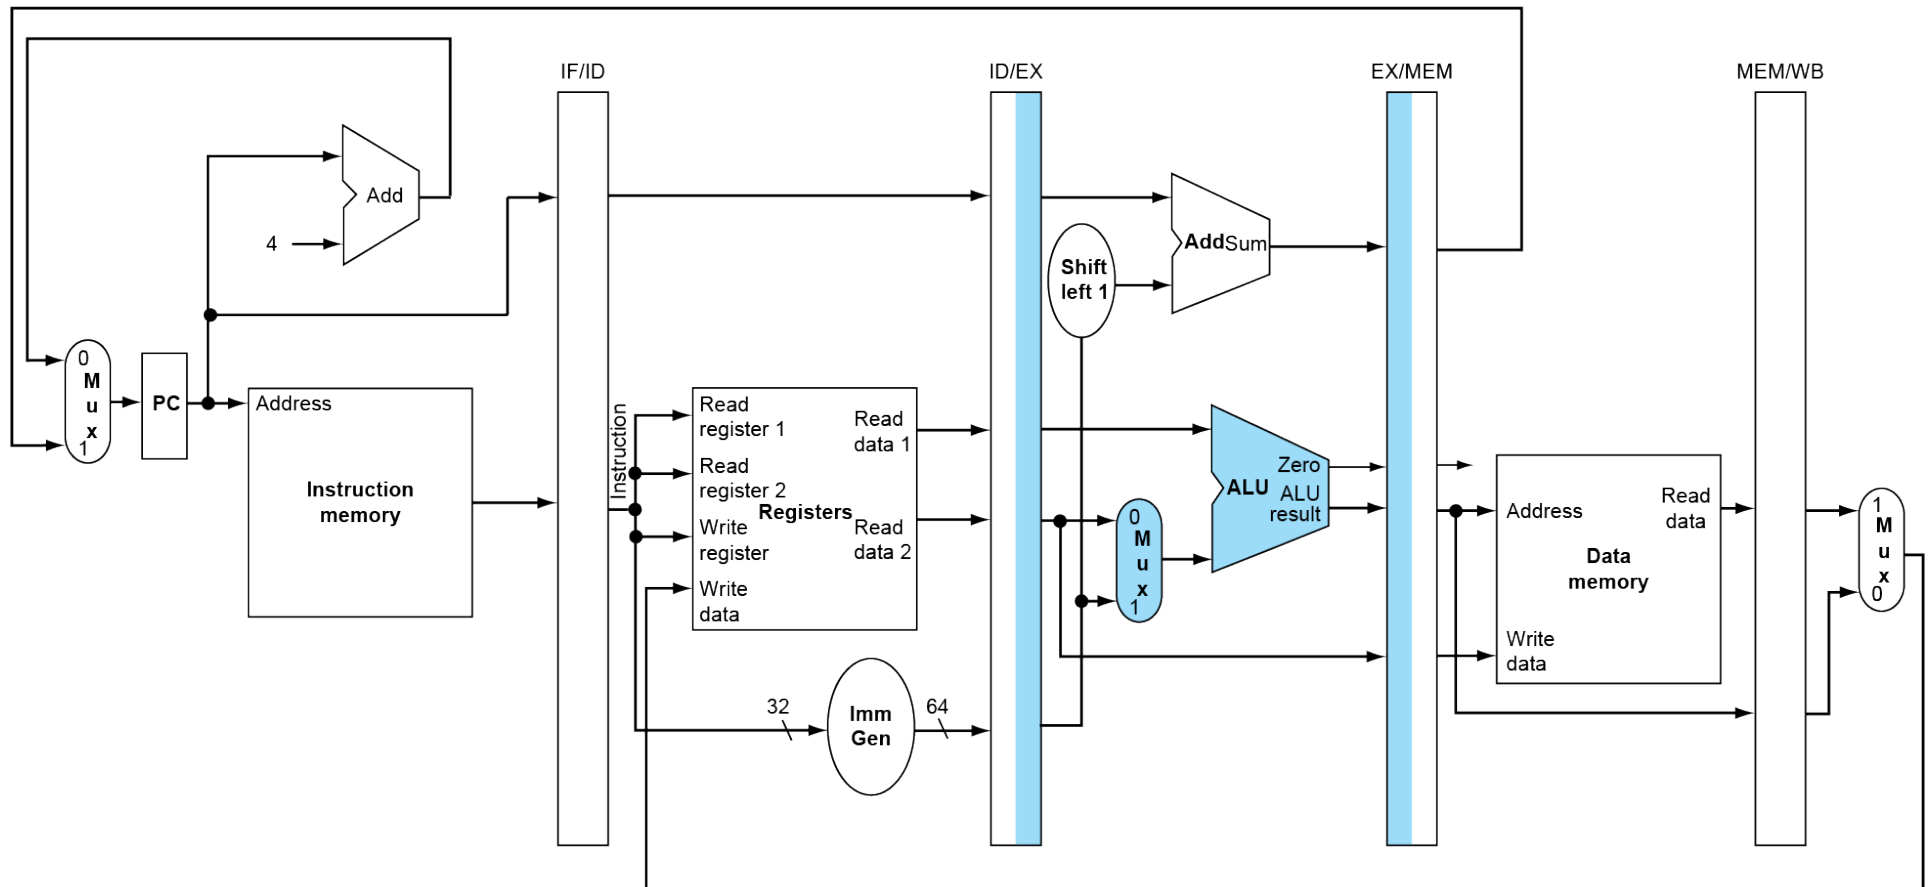 IF/ID
ID/EX
EX/MEM
MEM/WB
Add
4
Shift
left 1
AddSum
0
M
u
x
1
PC
Address
Instruction
memory
Instruction
Read
register 1
Read
register 2
Write
register
Write
data
Registers
Read
data 1
Read
data 2
32
Imm
Gen
64
0
M
u
x
1
ALU
Zero
ALU
result
Address
Read
data
Data
memory
Write
data
1
M
u
x
0